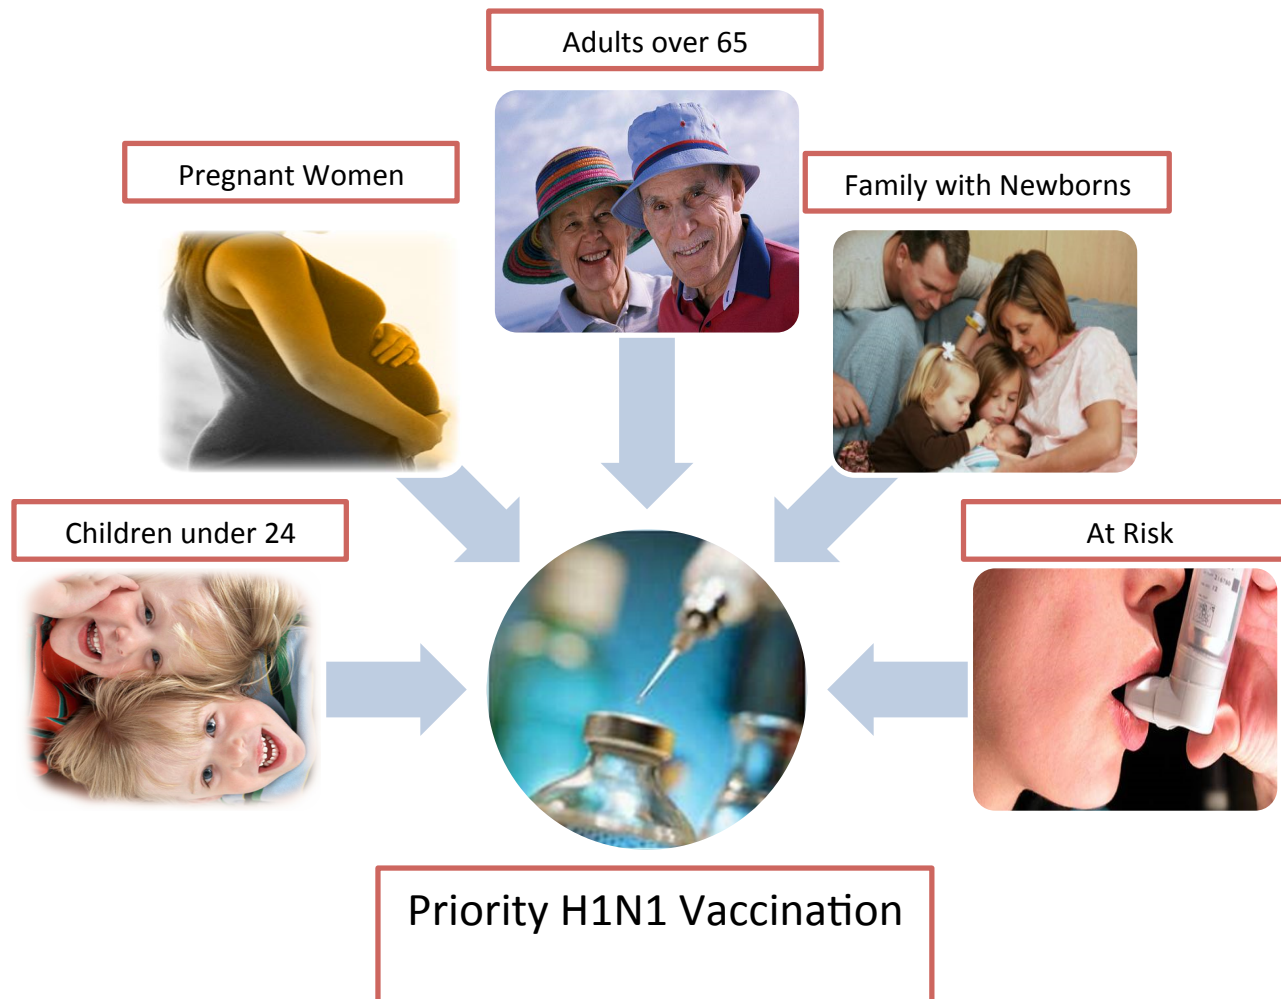 Adults over 65
Pregnant Women
Family with Newborns
Children under 24
At Risk
Priority H1N1 Vaccination